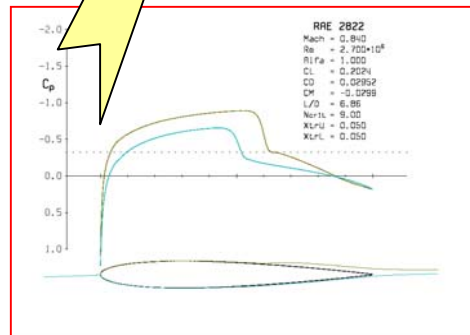 RAE 2822
Mach = 0.840
Re = 2.700*10⁶
Alfa = 1.000
CL = 0.2024
CD = 0.02952
CM = -0.0299
L/D = 6.86
Ncrit = 9.00
XtrU = 0.050
XtrL = 0.050
-2.0
-1.5
Cp
-1.0
-0.5
0.0
0.5
1.0